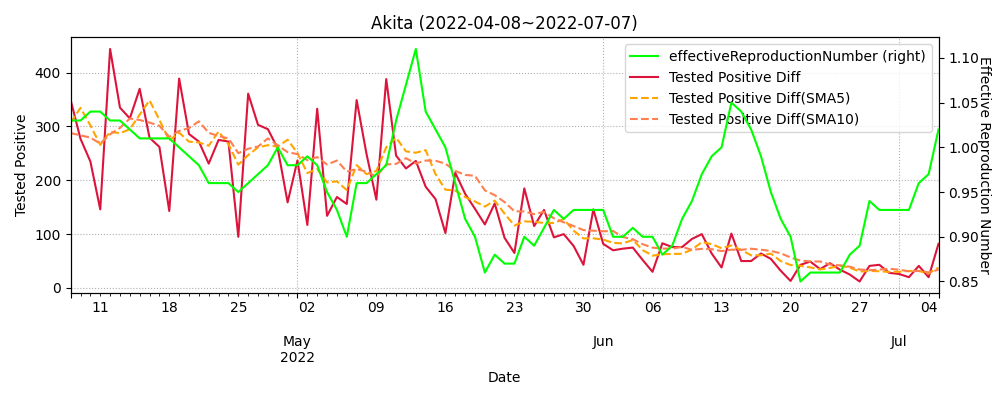 Akita (2022-04-08~2022-07-07)
effectiveReproductionNumber (right)
Tested Positive Diff
Tested Positive Diff(SMA5)
Tested Positive Diff(SMA10)
Tested Positive
400
300
200
100
0
1.10
1.05
1.00
0.95
0.90
0.85
Effective Reproduction Number
11 18 25 02 09 16 23 30 06 13 20 27 04
May Jun Jul
2022
Date